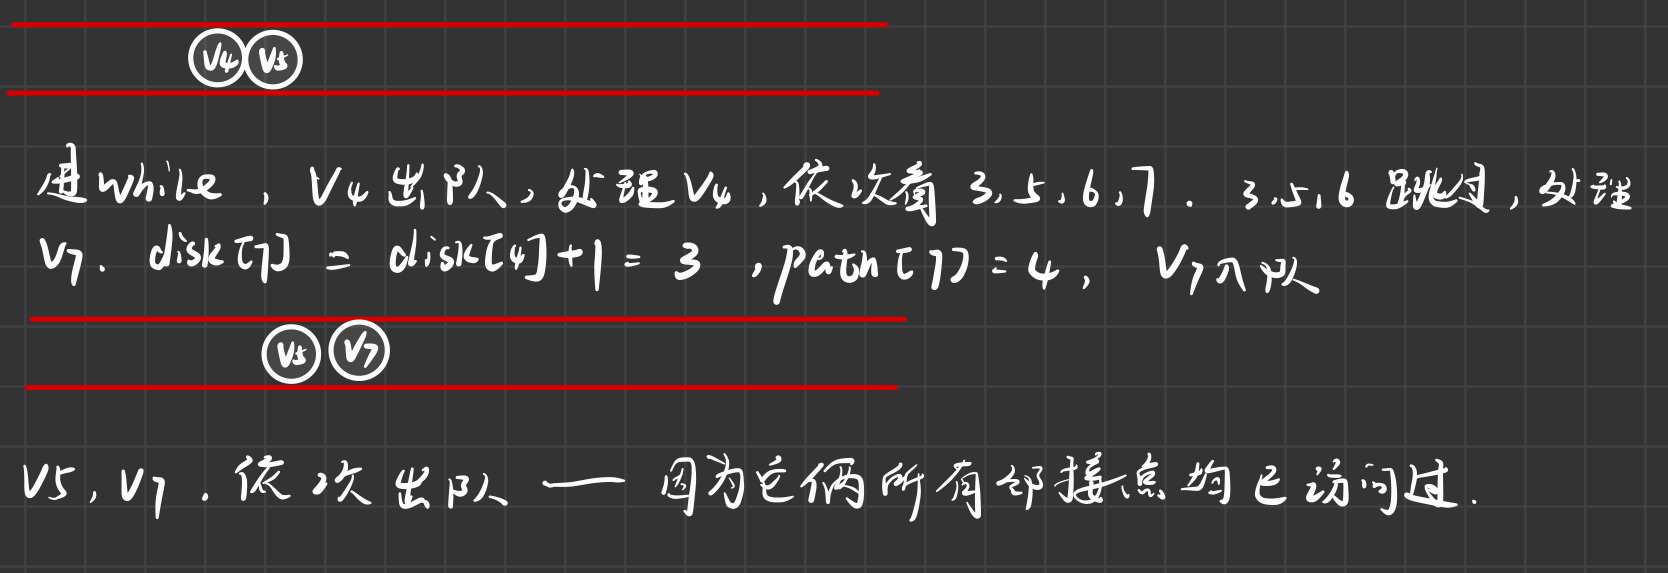 V4 V5
进while，V4出队，处理V4，依次看 3,5,6,7. 3,5,6 跳过，处理
V7. disk[7] = disk[4]+1 = 3 ，path[7]=4， V7入队
V5 V7
V5, V7. 依次出队 —— 因为它俩所有邻接点均已访问过.